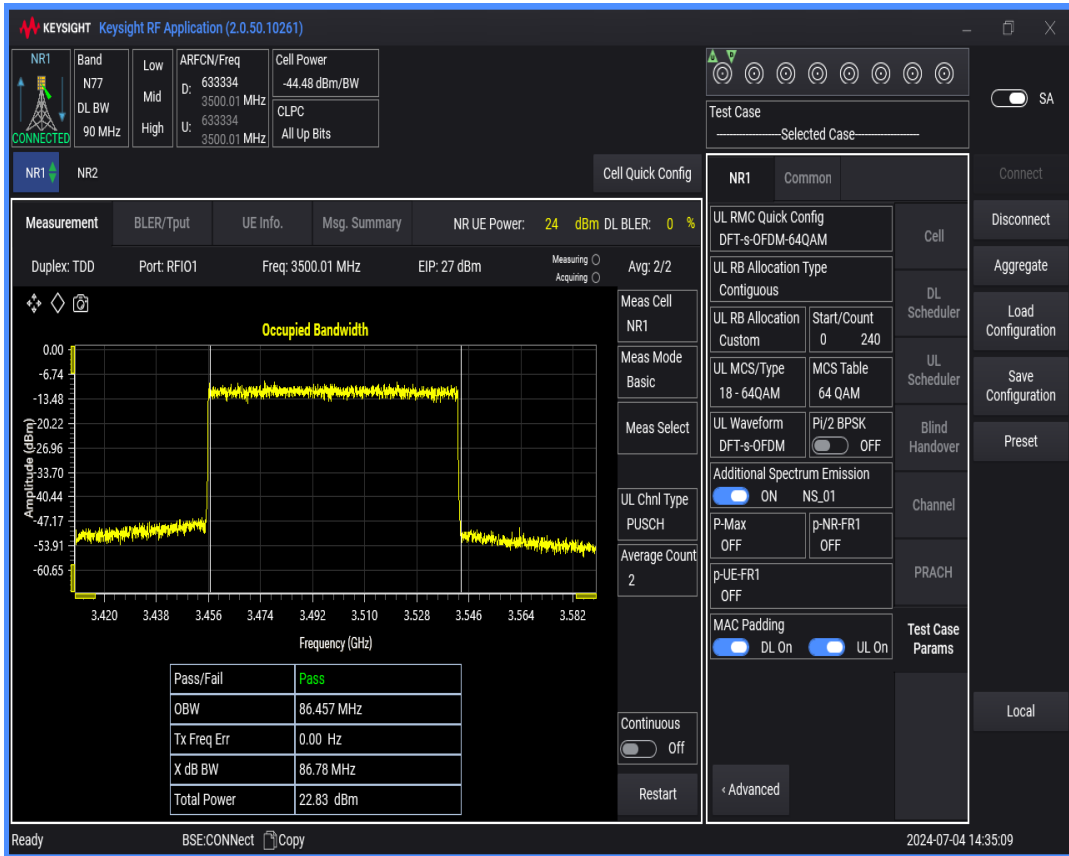 KEYSIGHT Keysight RF Application (2.0.50.10261)
NR1
CONNECTED
Band
N77
DL BW
90 MHz
Low
Mid
High
ARFCN/Freq
D: 633334
3500.01 MHz
U: 633334
3500.01 MHz
Cell Power
-44.48 dBm/BW
CLPC
All Up Bits
Test Case
--------------------Selected Case--------------------
SA
NR1 NR2
Cell Quick Config
Measurement BLER/Tput UE Info. Msg. Summary NR UE Power: 24 dBm DL BLER: 0 %
Duplex: TDD Port: RFIO1 Freq: 3500.01 MHz EIP: 27 dBm
Measuring
Acquiring
Avg: 2/2
Occupied Bandwidth
0.00
-6.74
-13.48
-20.22
-26.96
-33.70
-40.44
-47.17
-53.91
-60.65
Amplitude (dBm)
3.420 3.438 3.456 3.474 3.492 3.510 3.528 3.546 3.564 3.582
Frequency (GHz)
Pass/Fail Pass
OBW 86.457 MHz
Tx Freq Err 0.00 Hz
X dB BW 86.78 MHz
Total Power 22.83 dBm
Meas Cell
NR1
Meas Mode
Basic
Meas Select
UL Chnl Type
PUSCH
Average Count
2
Continuous
Off
Restart
NR1 Common
UL RMC Quick Config
DFT-s-OFDM-64QAM
UL RB Allocation Type
Contiguous
UL RB Allocation
Custom
Start/Count
0 240
UL MCS/Type
18 - 64QAM
MCS Table
64 QAM
UL Waveform
DFT-s-OFDM
Pi/2 BPSK
OFF
Additional Spectrum Emission
ON NS_01
P-Max
OFF
p-NR-FR1
OFF
p-UE-FR1
OFF
MAC Padding
DL On UL On
‹ Advanced
Cell
DL
Scheduler
UL
Scheduler
Blind
Handover
Channel
PRACH
Test Case
Params
Connect
Disconnect
Aggregate
Load
Configuration
Save
Configuration
Preset
Local
Ready BSE:CONNect Copy 2024-07-04 14:35:09